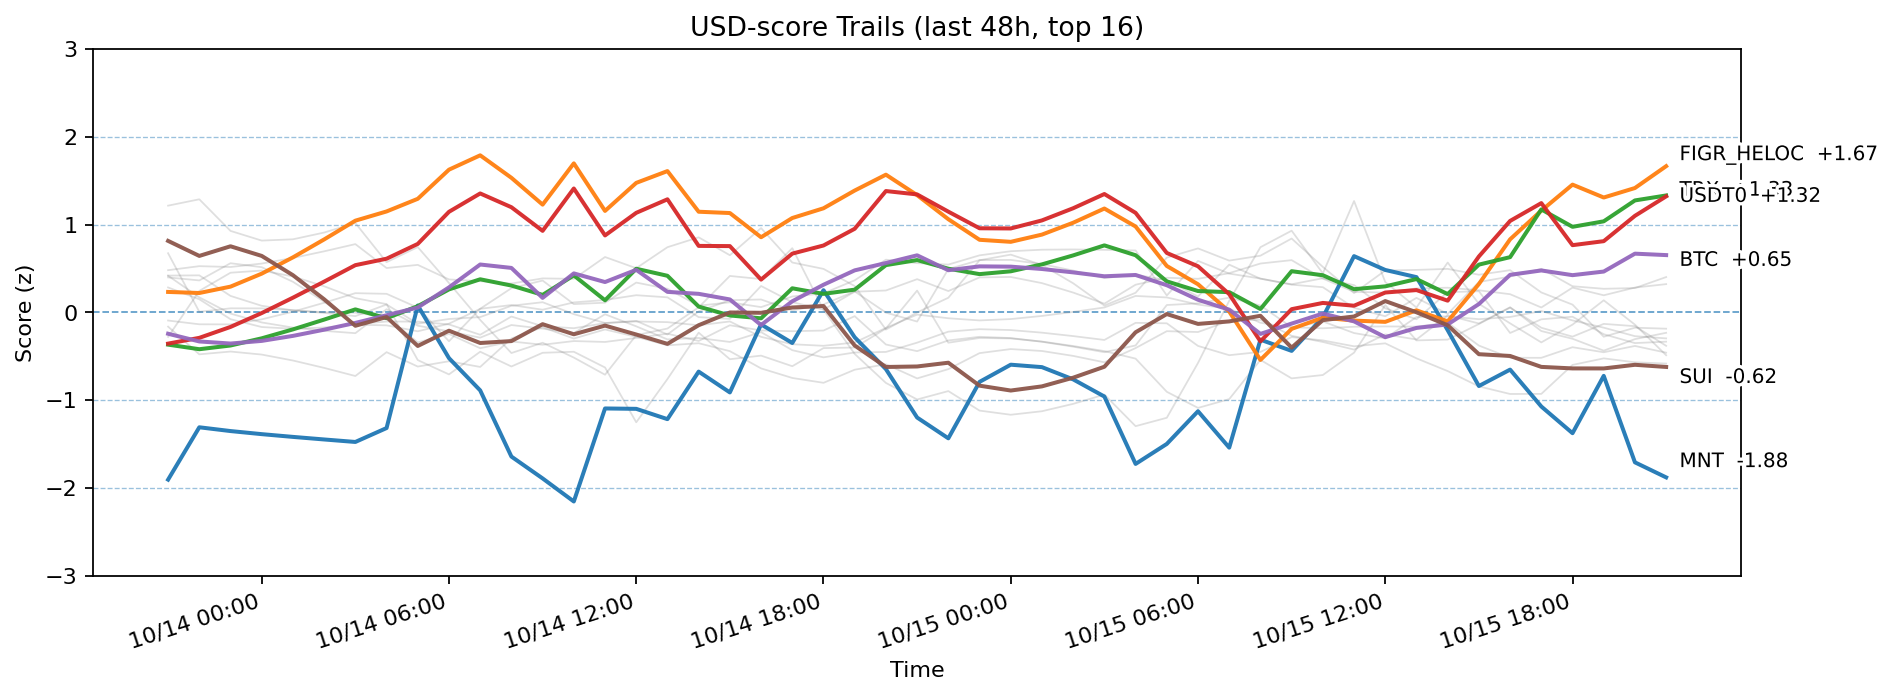 USD-score Trails (last 48h, top 16)
3
2
1
0
−1
−2
−3
Score (z)
FIGR_HELOC +1.67
USDT0 +1.32
BTC +0.65
SUI -0.62
MNT -1.88
10/14 00:00
10/14 06:00
10/14 12:00
10/14 18:00
10/15 00:00
10/15 06:00
10/15 12:00
10/15 18:00
Time